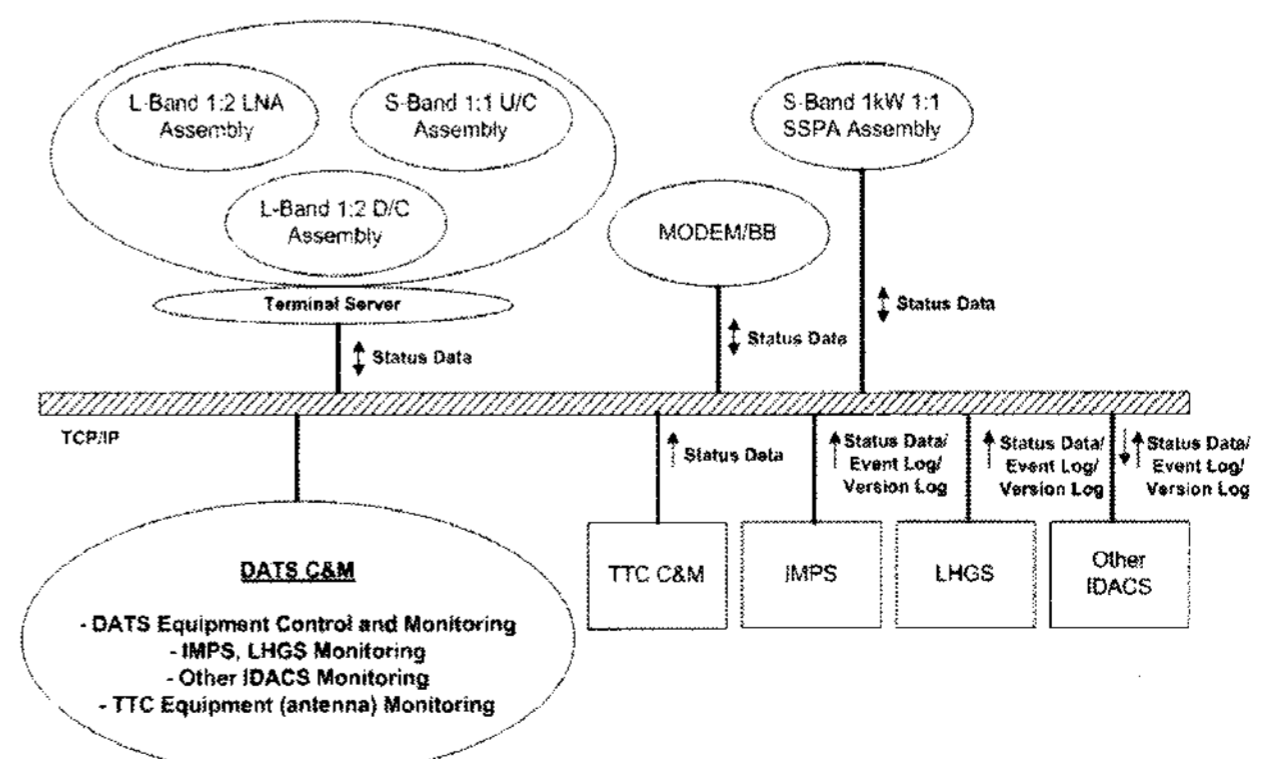 L-Band 1:2 LNA
Assembly
S-Band 1:1 U/C
Assembly
S-Band 1kW 1:1
SSPA Assembly
L-Band 1:2 D/C
Assembly
MODEM/BB
Terminal Server
Status Data
Status Data
Status Data
TCP/IP
Status Data
Status Data/
Event Log/
Version Log
Status Data/
Event Log/
Version Log
Status Data/
Event Log/
Version Log
DATS C&M
- DATS Equipment Control and Monitoring
- IMPS, LHGS Monitoring
- Other IDACS Monitoring
- TTC Equipment (antenna) Monitoring
TTC C&M
IMPS
LHGS
Other
IDACS